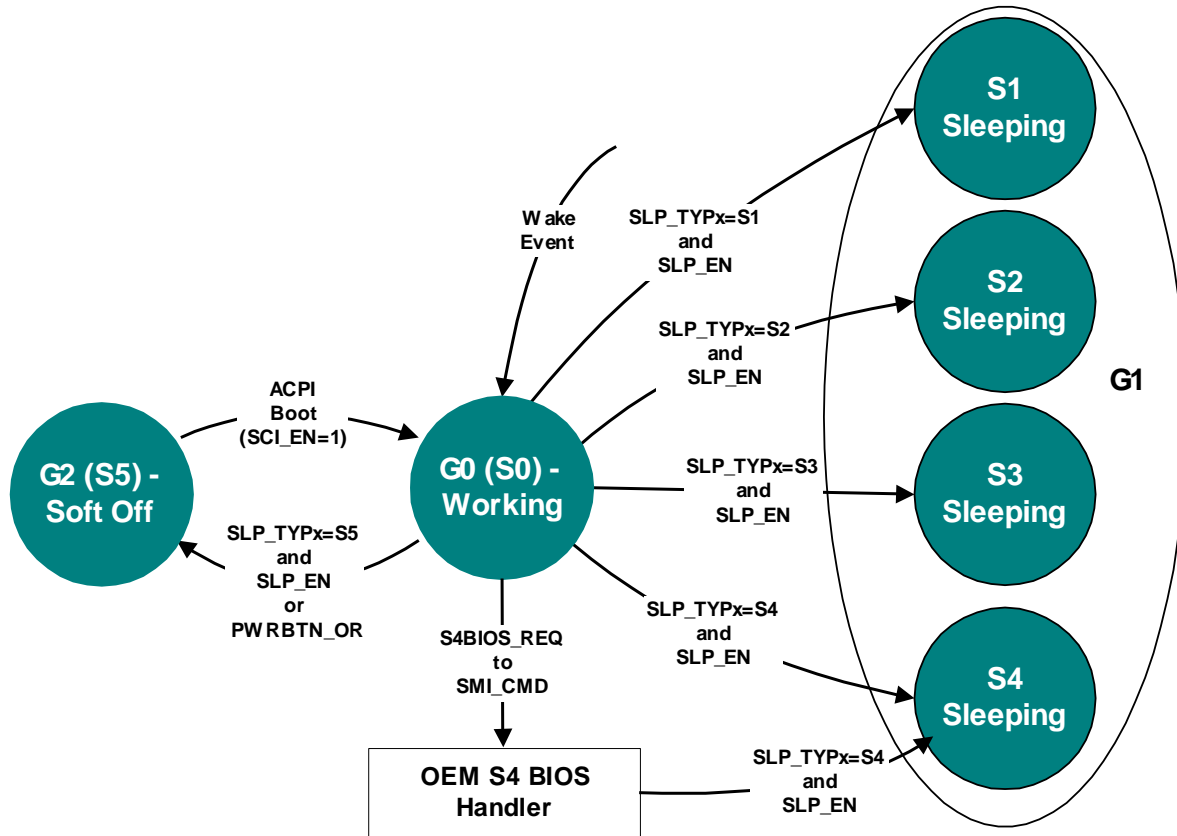 S1
Sleeping
Wake
Event
SLP_TYPx=S1
and
SLP_EN
S2
Sleeping
SLP_TYPx=S2
and
SLP_EN
G1
ACPI
Boot
(SCI_EN=1)
G2 (S5) -
Soft Off
G0 (S0) -
Working
SLP_TYPx=S3
and
SLP_EN
S3
Sleeping
SLP_TYPx=S5
and
SLP_EN
or
PWRBTN_OR
SLP_TYPx=S4
and
SLP_EN
S4BIOS_REQ
to
SMI_CMD
S4
Sleeping
OEM S4 BIOS
Handler
SLP_TYPx=S4
and
SLP_EN